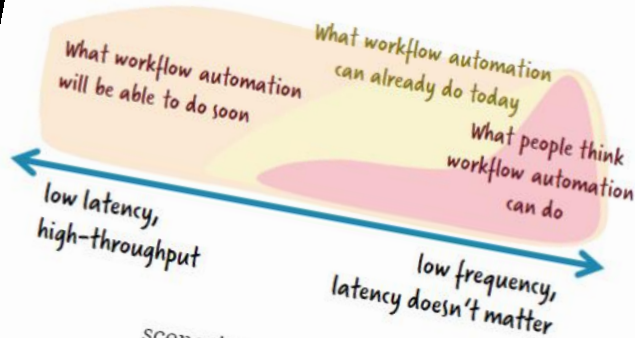 What workflow automation
will be able to do soon
What workflow automation
can already do today
What people think
workflow automation
can do
low latency,
high-throughput
low frequency,
latency doesn't matter